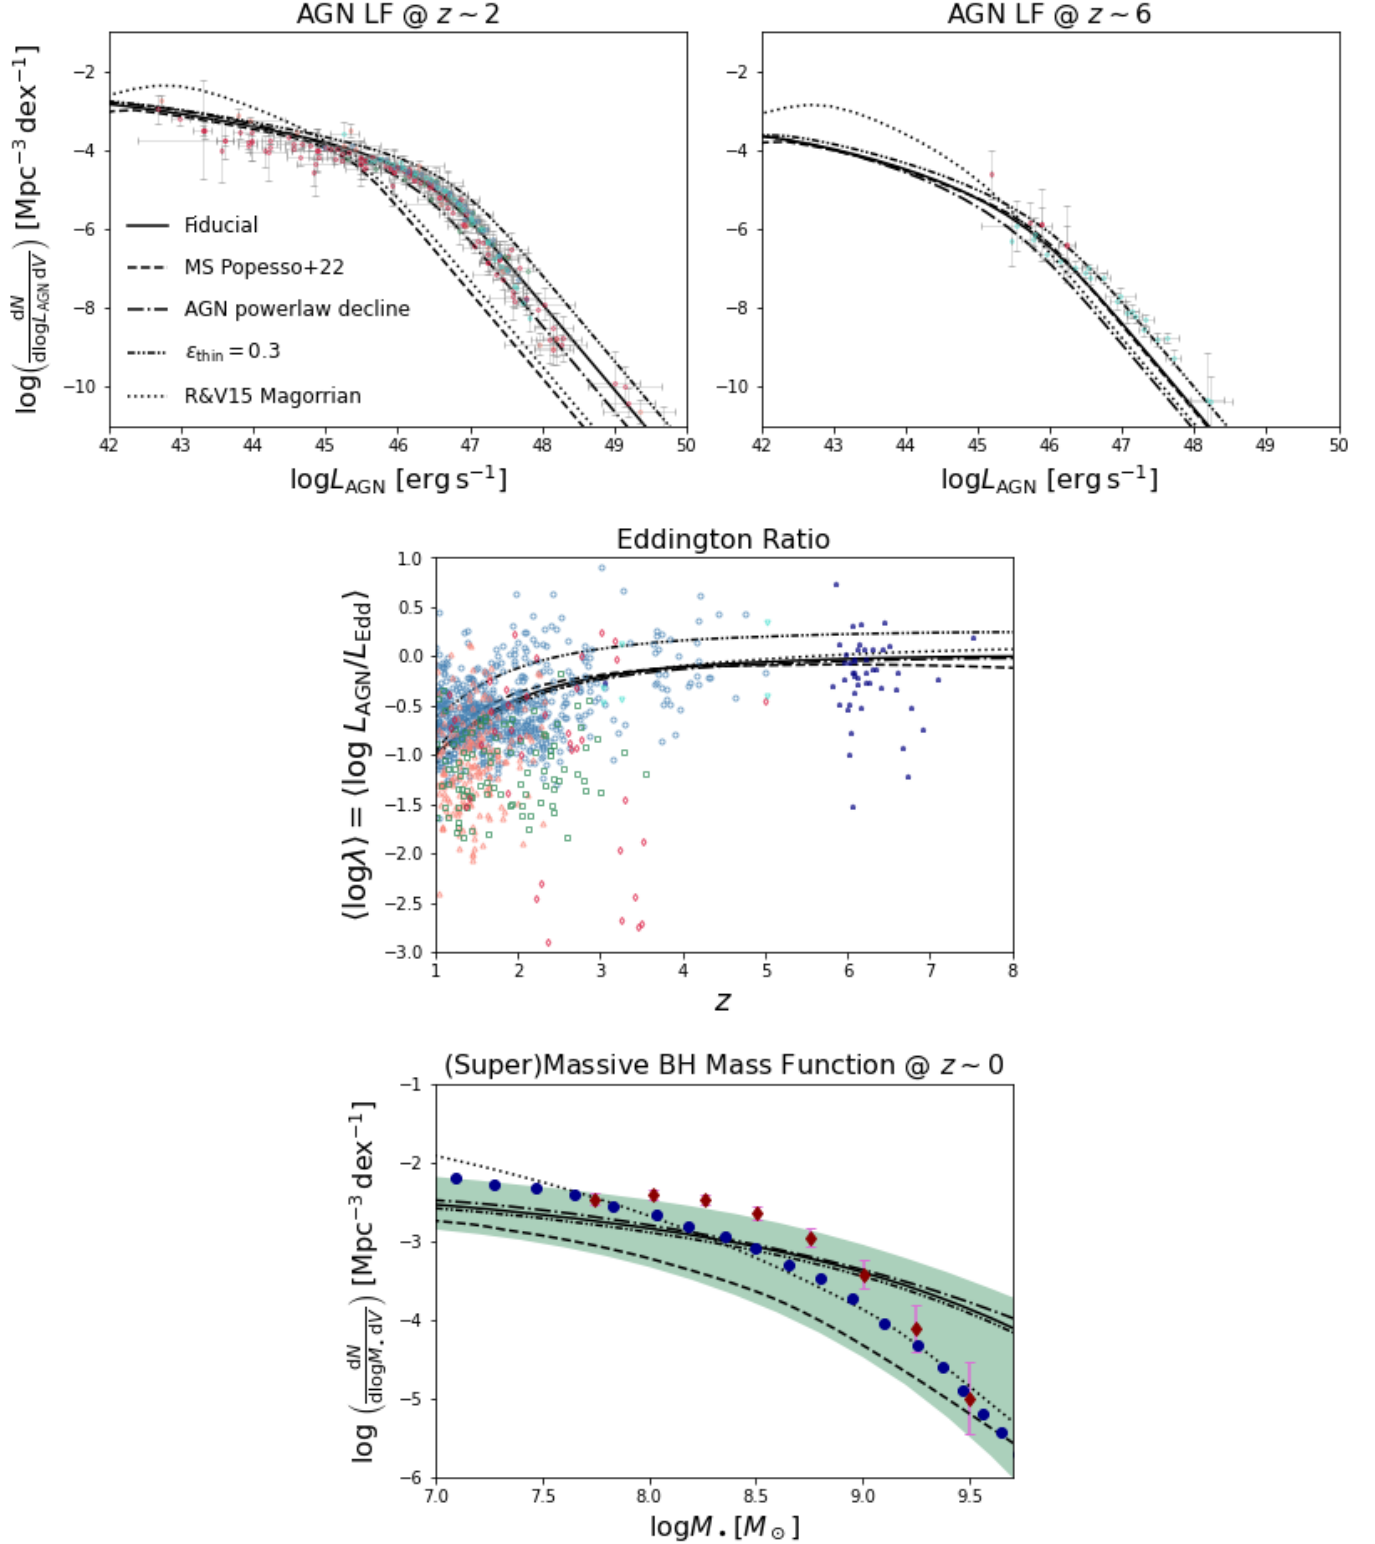 AGN LF @ z ∼ 2
log(dN/dlogL_AGN dV) [Mpc⁻³ dex⁻¹]
−2
−4
−6
−8
−10
Fiducial
MS Popesso+22
AGN powerlaw decline
ε_thin = 0.3
R&V15 Magorrian
42 43 44 45 46 47 48 49 50
logL_AGN [erg s⁻¹]
AGN LF @ z ∼ 6
−2
−4
−6
−8
−10
42 43 44 45 46 47 48 49 50
logL_AGN [erg s⁻¹]
Eddington Ratio
⟨logλ⟩ = ⟨log L_AGN/L_Edd⟩
1.0
0.5
0.0
−0.5
−1.0
−1.5
−2.0
−2.5
−3.0
1 2 3 4 5 6 7 8
z
(Super)Massive BH Mass Function @ z ∼ 0
log (dN/dlogM• dV) [Mpc⁻³ dex⁻¹]
−1
−2
−3
−4
−5
−6
7.0 7.5 8.0 8.5 9.0 9.5
logM• [M⊙]